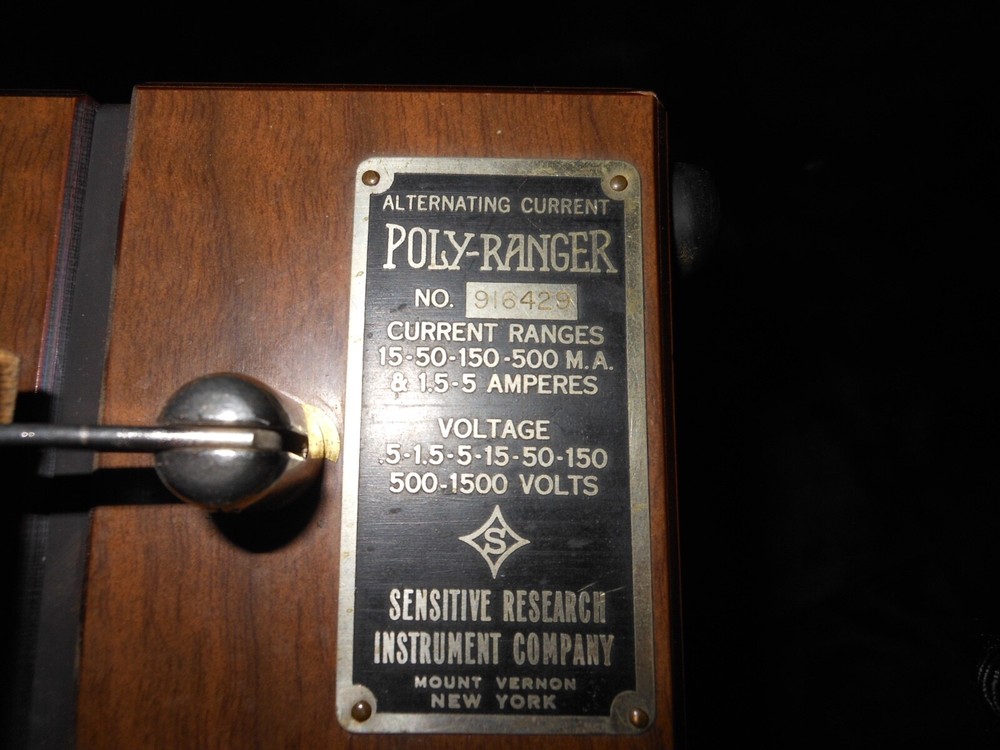 ALTERNATING CURRENT
POLY-RANGER
NO. 916429
CURRENT RANGES
15-50-150-500 M.A.
& 1.5-5 AMPERES
VOLTAGE
.5-1.5-5-15-50-150
500-1500 VOLTS
S
SENSITIVE RESEARCH
INSTRUMENT COMPANY
MOUNT VERNON
NEW YORK